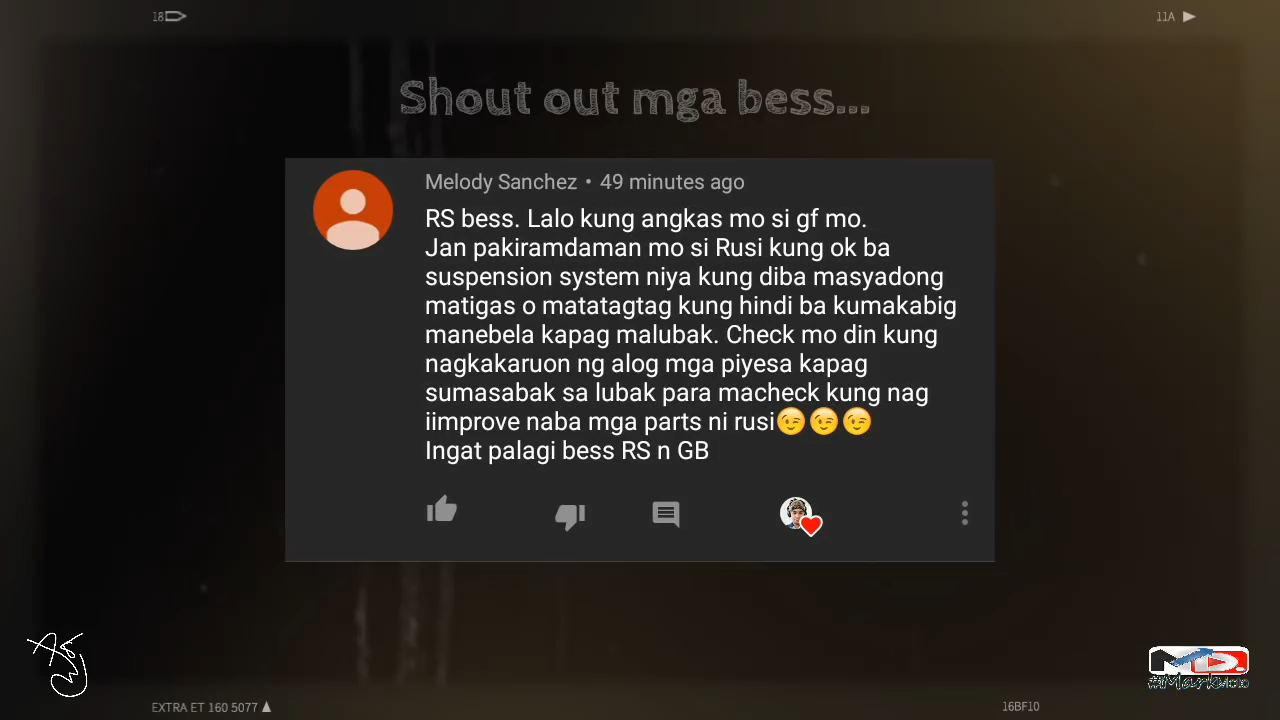 18
11A
Shout out mga bess...
Melody Sanchez • 49 minutes ago
RS bess. Lalo kung angkas mo si gf mo.
Jan pakiramdaman mo si Rusi kung ok ba
suspension system niya kung diba masyadong
matigas o matatagtag kung hindi ba kumakabig
manebela kapag malubak. Check mo din kung
nagkakaruon ng alog mga piyesa kapag
sumasabak sa lubak para macheck kung nag
iimprove naba mga parts ni rusi😉😉😉
Ingat palagi bess RS n GB
MD.
EXTRA ET 160 5077
16BF10